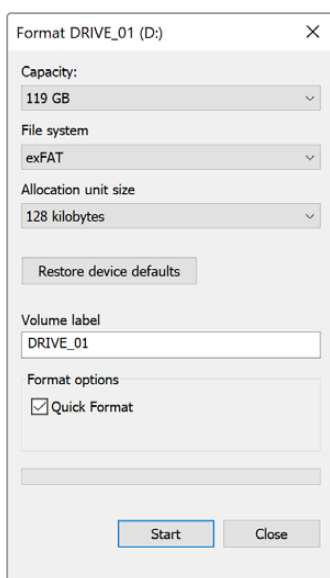 Format DRIVE_01 (D:)
Capacity:
119 GB
File system
exFAT
Allocation unit size
128 kilobytes
Restore device defaults
Volume label
DRIVE_01
Format options
Quick Format
Start Close